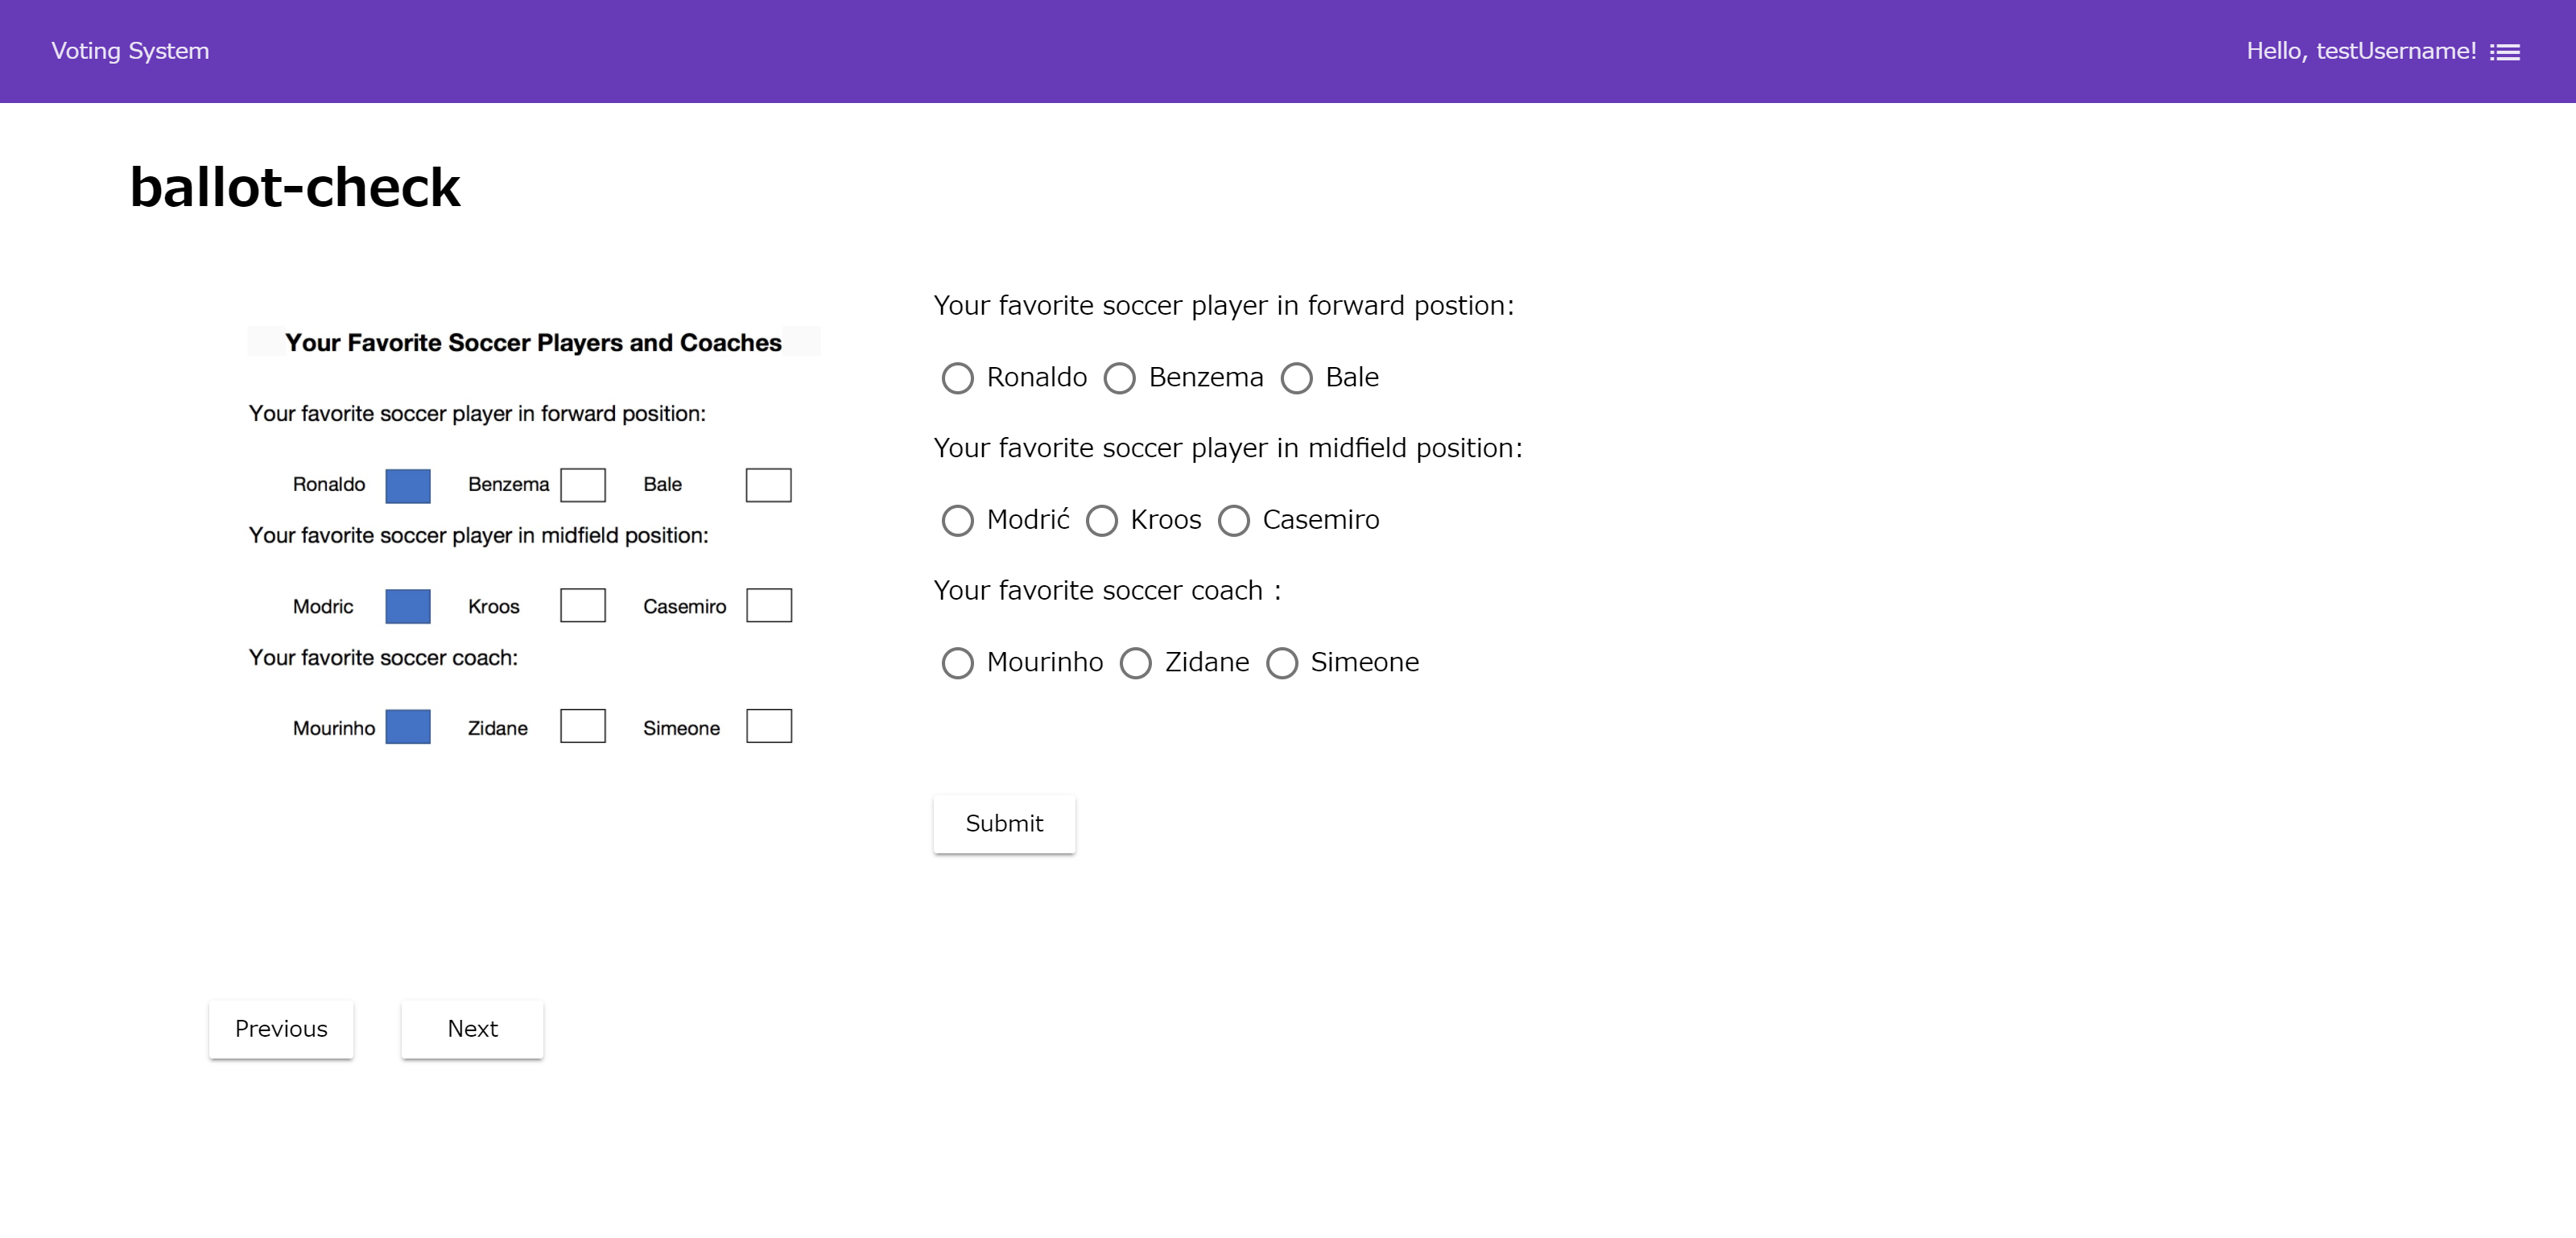 Voting System
Hello, testUsername!
ballot-check
Your Favorite Soccer Players and Coaches
Your favorite soccer player in forward position:
Ronaldo Benzema Bale
Your favorite soccer player in midfield position:
Modric Kroos Casemiro
Your favorite soccer coach:
Mourinho Zidane Simeone
Your favorite soccer player in forward postion:
Ronaldo Benzema Bale
Your favorite soccer player in midfield position:
Modrić Kroos Casemiro
Your favorite soccer coach :
Mourinho Zidane Simeone
Submit
Previous Next